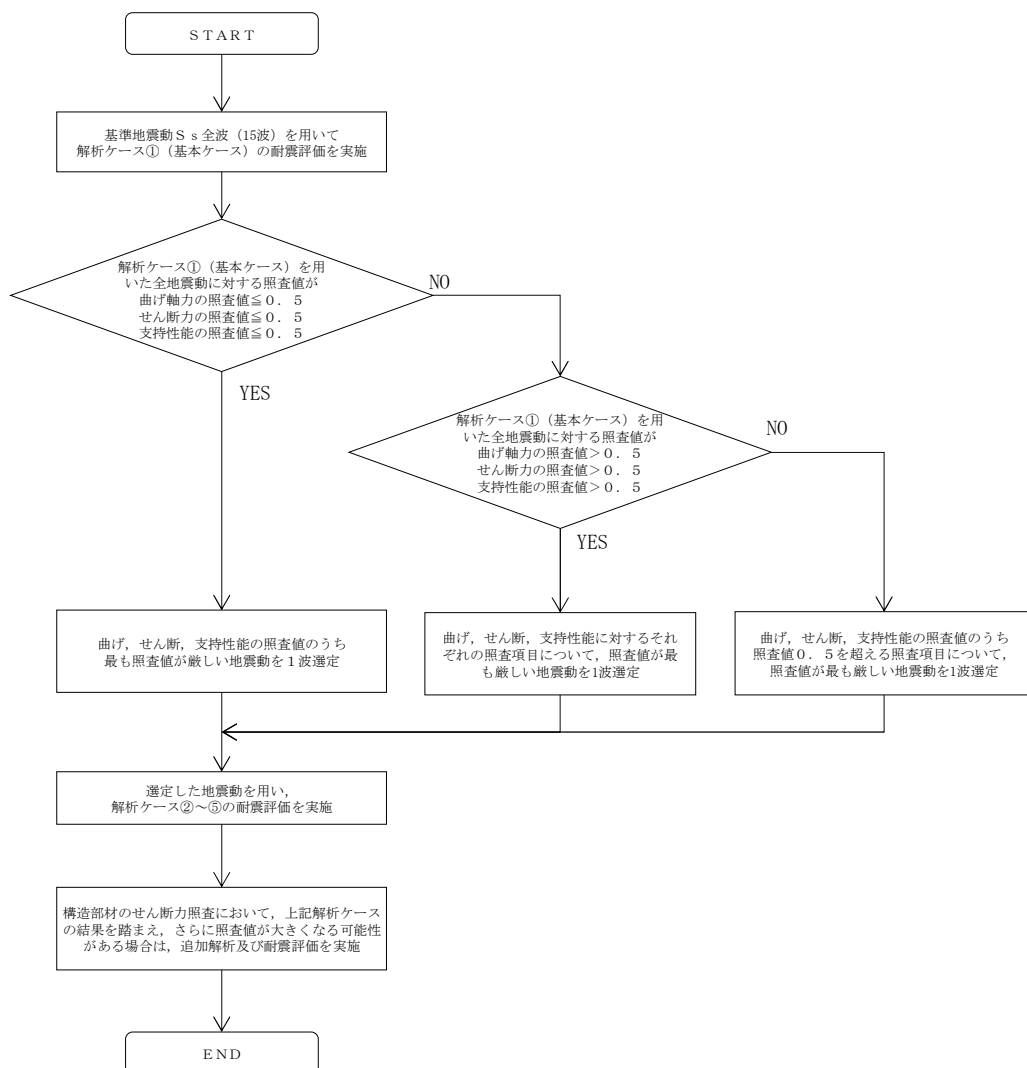 START
基準地震動Ss全波（15波）を用いて
解析ケース①（基本ケース）の耐震評価を実施
解析ケース①（基本ケース）を用
いた全地震動に対する照査値が
曲げ軸力の照査値≦０．５
せん断力の照査値≦０．５
支持性能の照査値≦０．５
NO
YES
解析ケース①（基本ケース）を用
いた全地震動に対する照査値が
曲げ軸力の照査値＞０．５
せん断力の照査値＞０．５
支持性能の照査値＞０．５
NO
YES
曲げ，せん断，支持性能の照査値のうち
最も照査値が厳しい地震動を１波選定
曲げ，せん断，支持性能に対するそれ
ぞれの照査項目について，照査値が最
も厳しい地震動を1波選定
曲げ，せん断，支持性能の照査値のうち
照査値０．５を超える照査項目について，
照査値が最も厳しい地震動を1波選定
選定した地震動を用い，
解析ケース②～⑤の耐震評価を実施
構造部材のせん断力照査において，上記解析ケース
の結果を踏まえ，さらに照査値が大きくなる可能性
がある場合は，追加解析及び耐震評価を実施
END